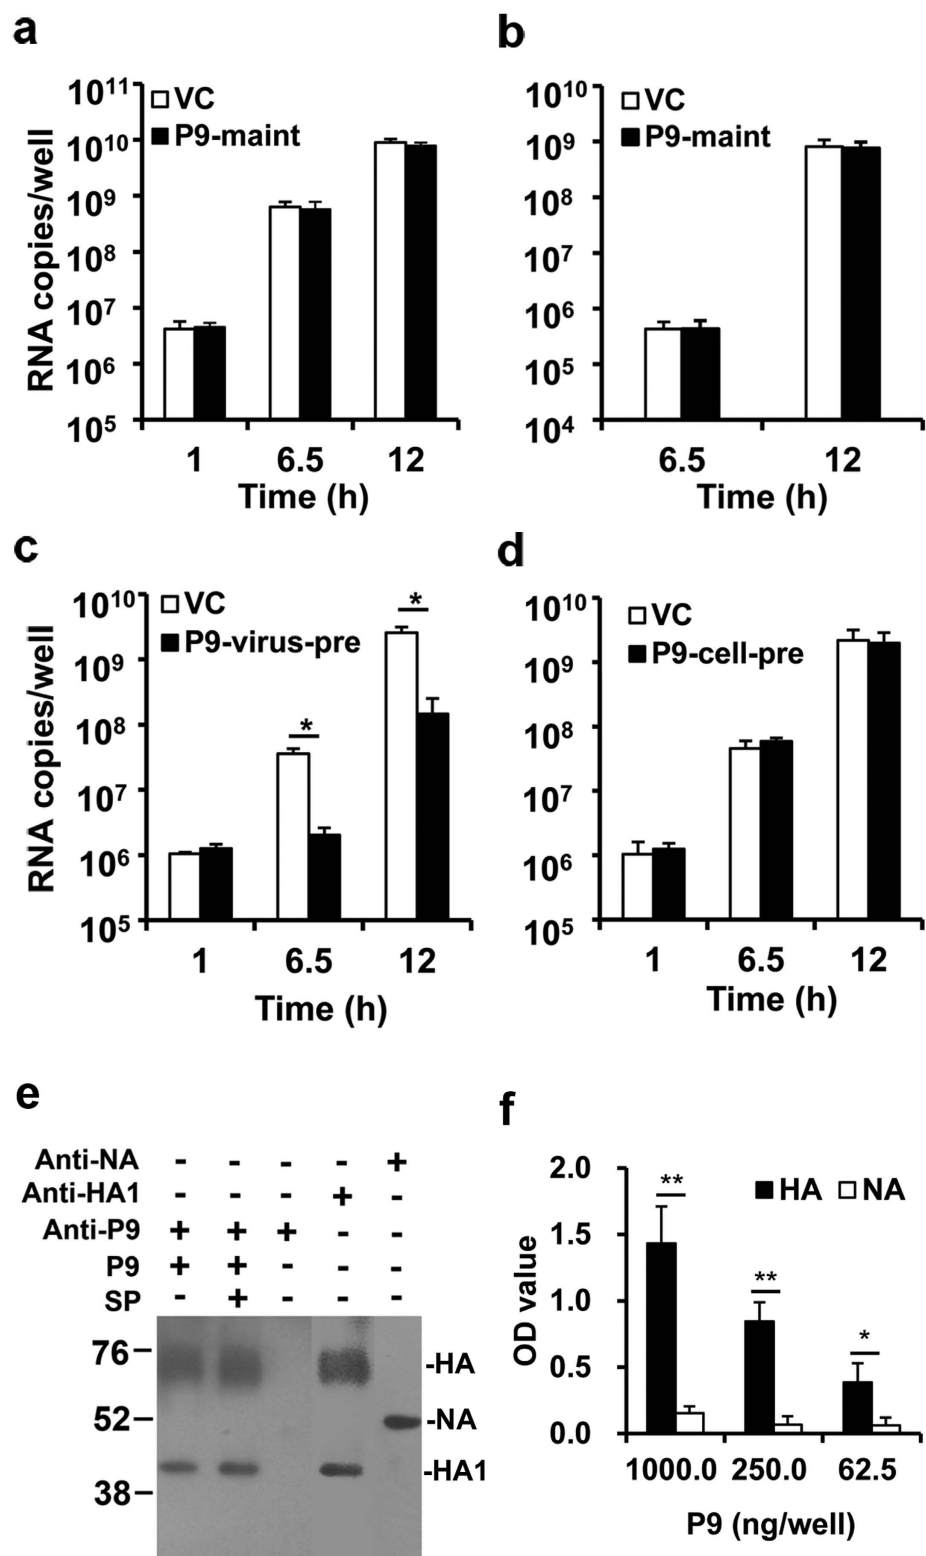 a
10¹¹
10¹⁰
10⁹
10⁸
10⁷
10⁶
10⁵
RNA copies/well
VC
P9-maint
1 6.5 12
Time (h)
b
10¹⁰
10⁹
10⁸
10⁷
10⁶
10⁵
10⁴
VC
P9-maint
6.5 12
Time (h)
c
10¹⁰
10⁹
10⁸
10⁷
10⁶
10⁵
RNA copies/well
VC
P9-virus-pre
*
*
1 6.5 12
Time (h)
d
10¹⁰
10⁹
10⁸
10⁷
10⁶
10⁵
VC
P9-cell-pre
1 6.5 12
Time (h)
e
Anti-NA - - - - +
Anti-HA1 - - - + -
Anti-P9 + + + - -
P9 + + - - -
SP - + - - -
76
52
38
-HA
-NA
-HA1
f
2.0
1.5
1.0
0.5
0.0
OD value
HA NA
**
**
*
1000.0 250.0 62.5
P9 (ng/well)